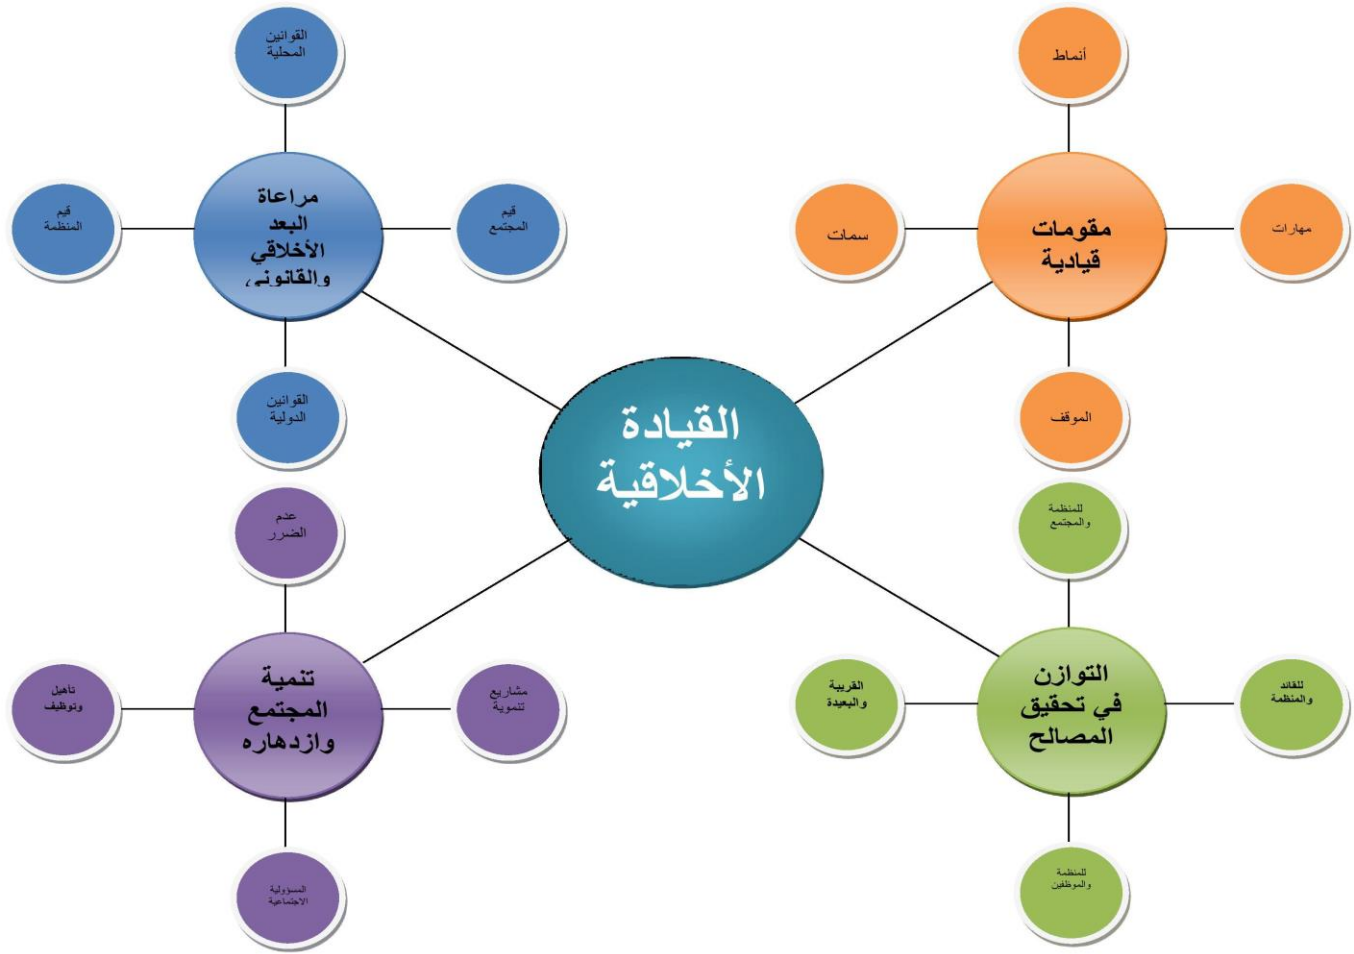 القيادة
الأخلاقية
مقومات
قيادية
أنماط
مهارات
سمات
الموقف
مراعاة
البعد
الأخلاقي
والقانوني
القوانين
المحلية
قيم
المجتمع
قيم
المنظمة
القوانين
الدولية
التوازن
في تحقيق
المصالح
للمنظمة
والمجتمع
للقائد
والمنظمة
القريبة
والبعيدة
للمنظمة
والموظفين
تنمية
المجتمع
وازدهاره
عدم
الضرر
مشاريع
تنموية
تأهيل
وتوظيف
المسؤولية
الاجتماعية